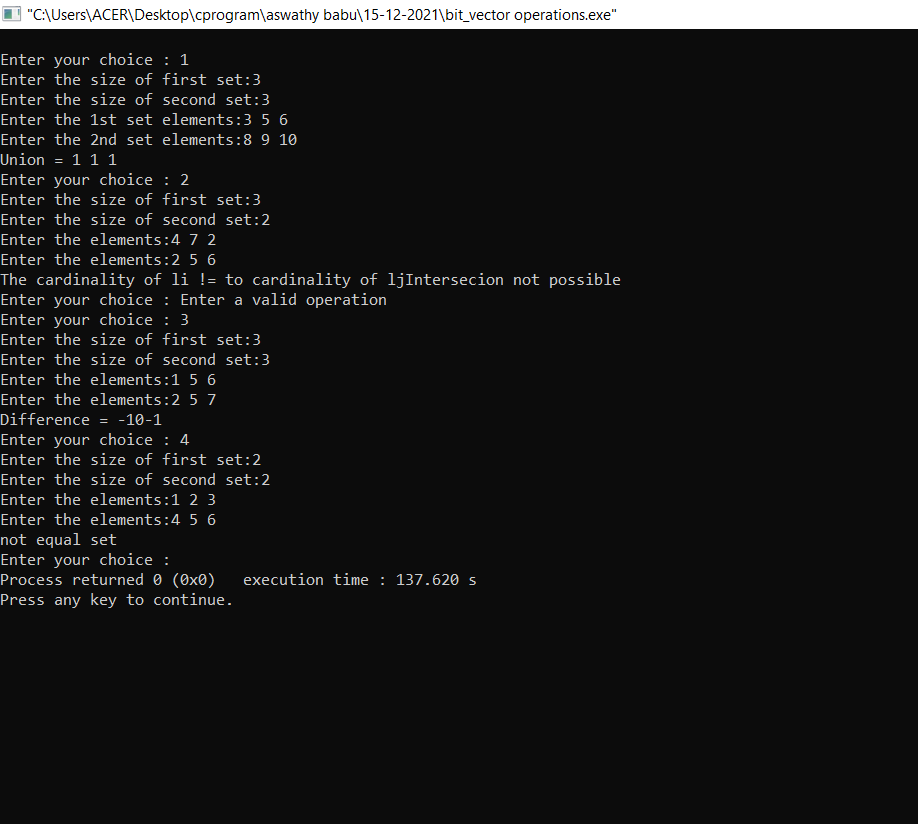 "C:\Users\ACER\Desktop\cprogram\aswathy babu\15-12-2021\bit_vector operations.exe"
Enter your choice : 1
Enter the size of first set:3
Enter the size of second set:3
Enter the 1st set elements:3 5 6
Enter the 2nd set elements:8 9 10
Union = 1 1 1
Enter your choice : 2
Enter the size of first set:3
Enter the size of second set:2
Enter the elements:4 7 2
Enter the elements:2 5 6
The cardinality of li != to cardinality of ljIntersecion not possible
Enter your choice : Enter a valid operation
Enter your choice : 3
Enter the size of first set:3
Enter the size of second set:3
Enter the elements:1 5 6
Enter the elements:2 5 7
Difference = -10-1
Enter your choice : 4
Enter the size of first set:2
Enter the size of second set:2
Enter the elements:1 2 3
Enter the elements:4 5 6
not equal set
Enter your choice :
Process returned 0 (0x0)   execution time : 137.620 s
Press any key to continue.